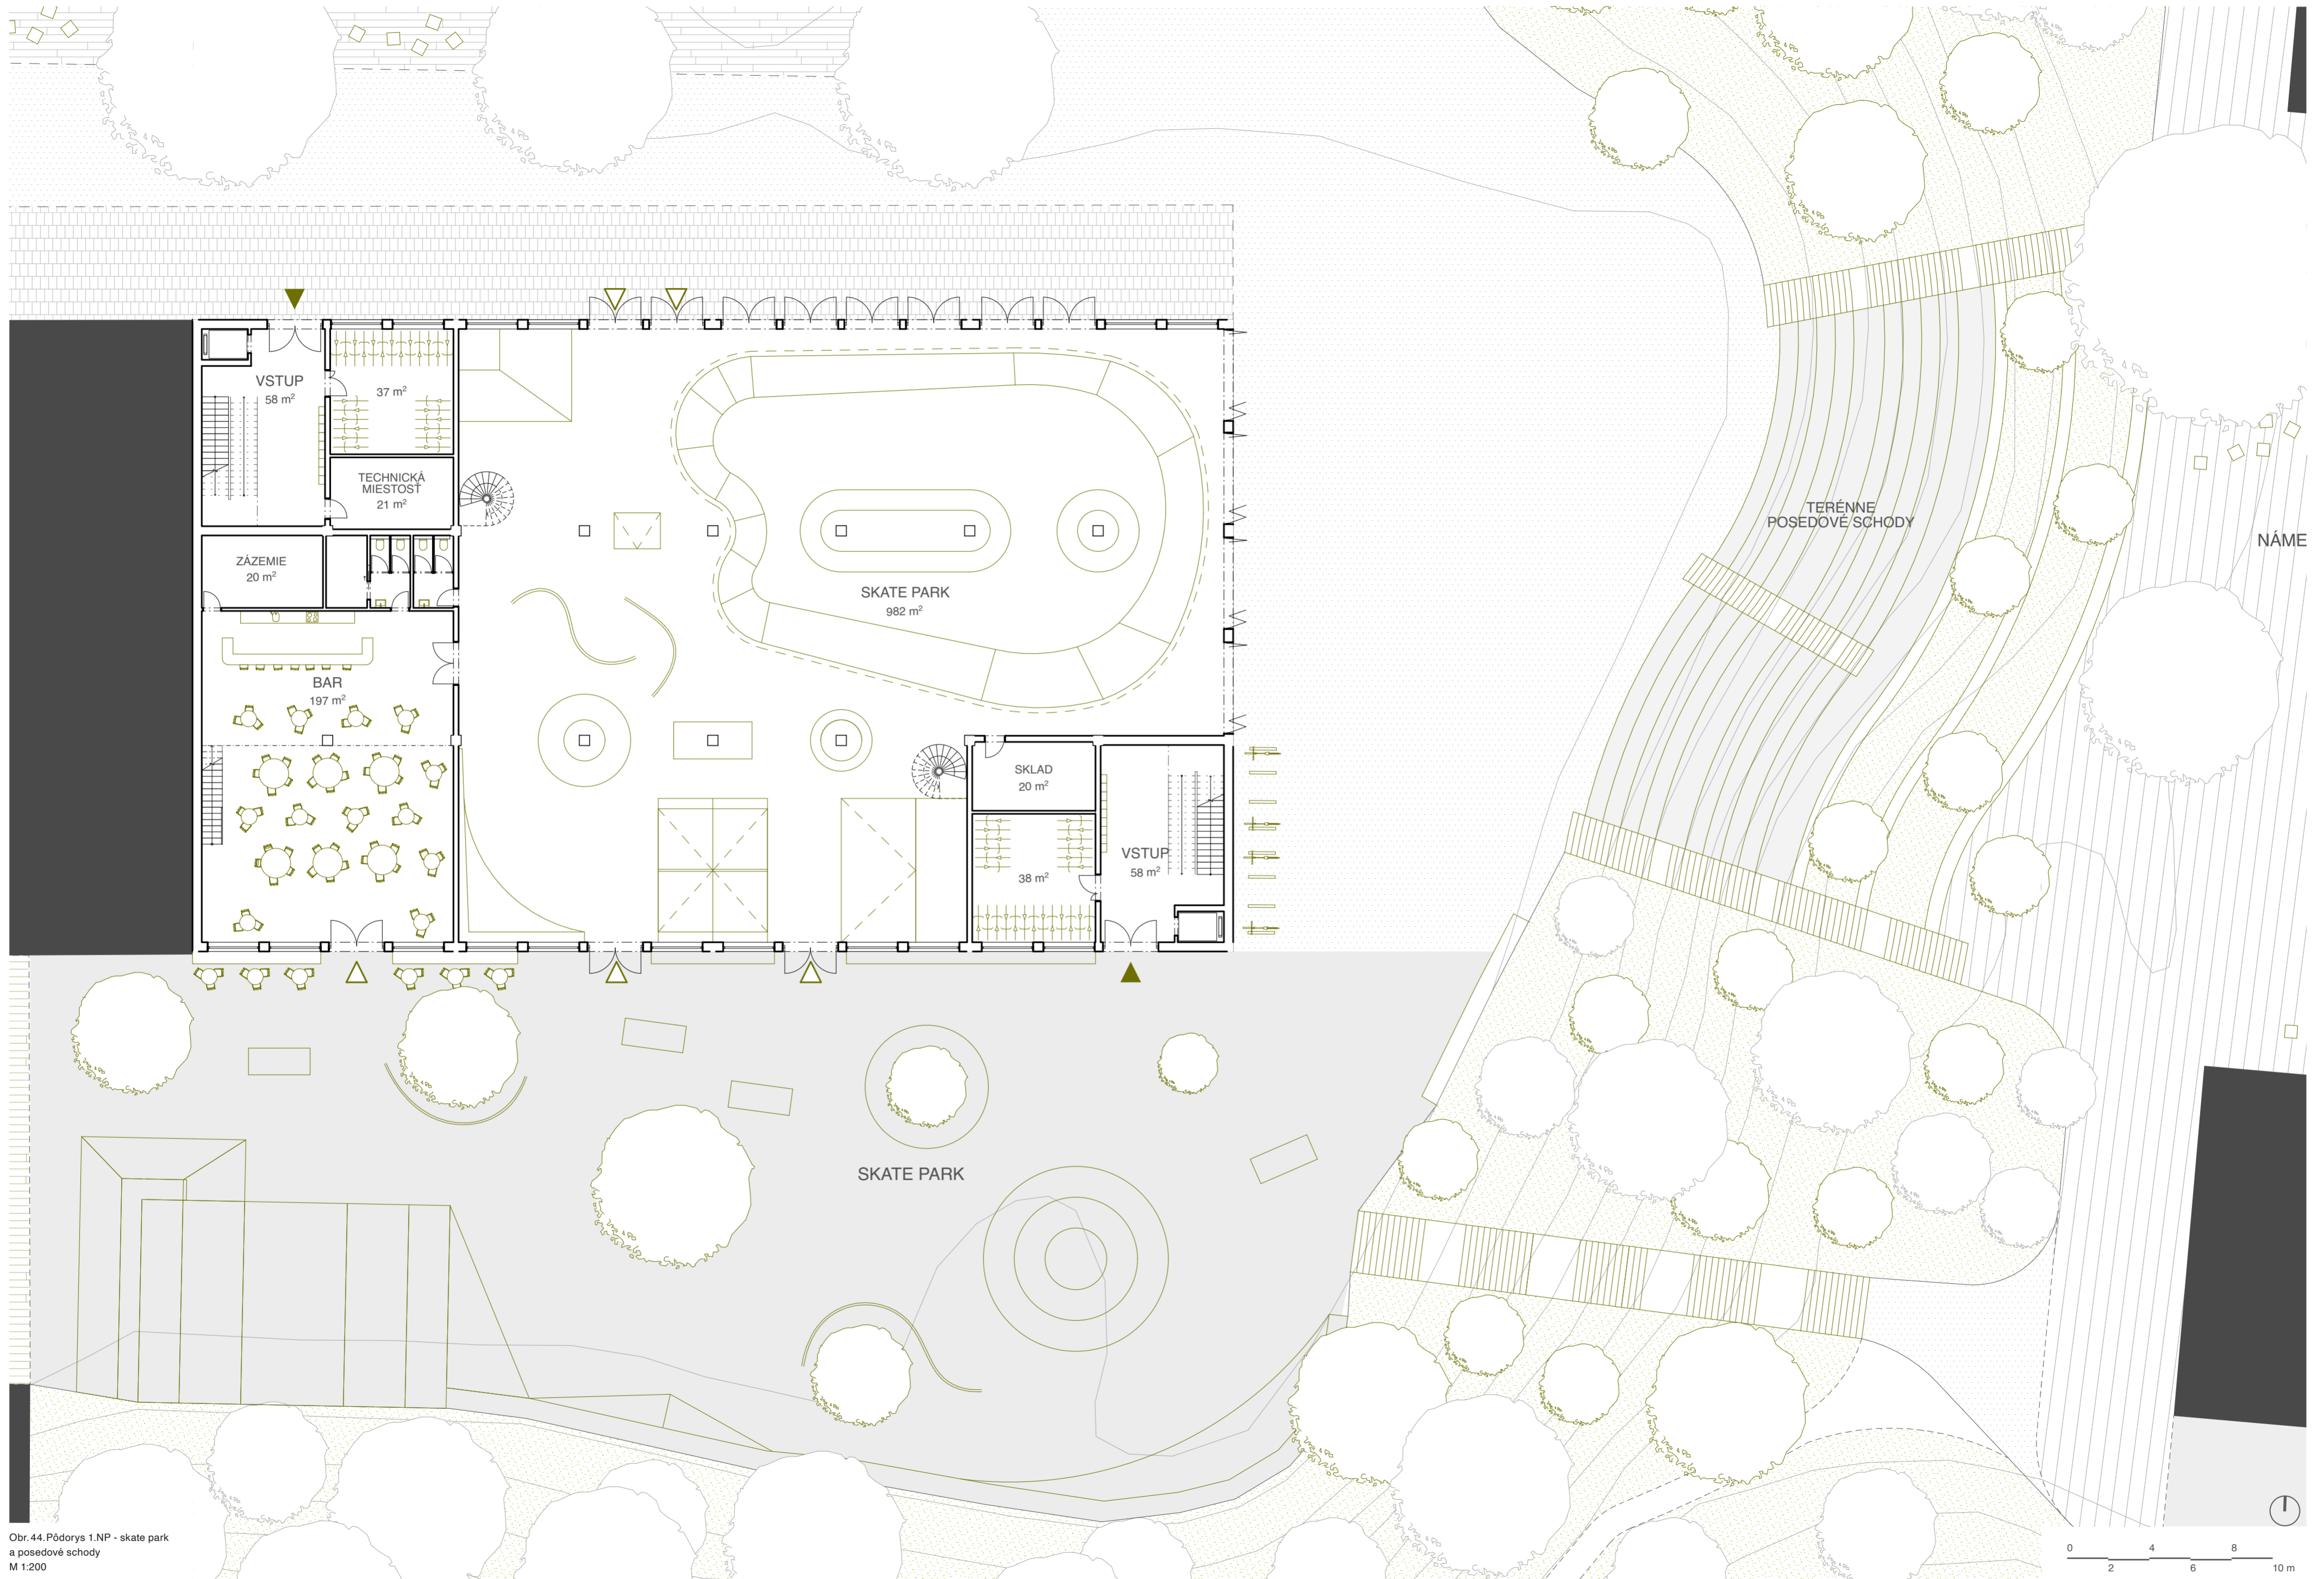 VSTUP
58 m²
37 m²
TECHNICKÁ
MIESTOSŤ
21 m²
ZÁZEMIE
20 m²
SKATE PARK
982 m²
TERÉNNE
POSEDOVÉ SCHODY
NÁME
BAR
197 m²
SKLAD
20 m²
38 m²
VSTUP
58 m²
SKATE PARK
Obr. 44. Pôdorys 1.NP - skate park
a posedové schody
M 1:200
0 4 8
2 6 10 m